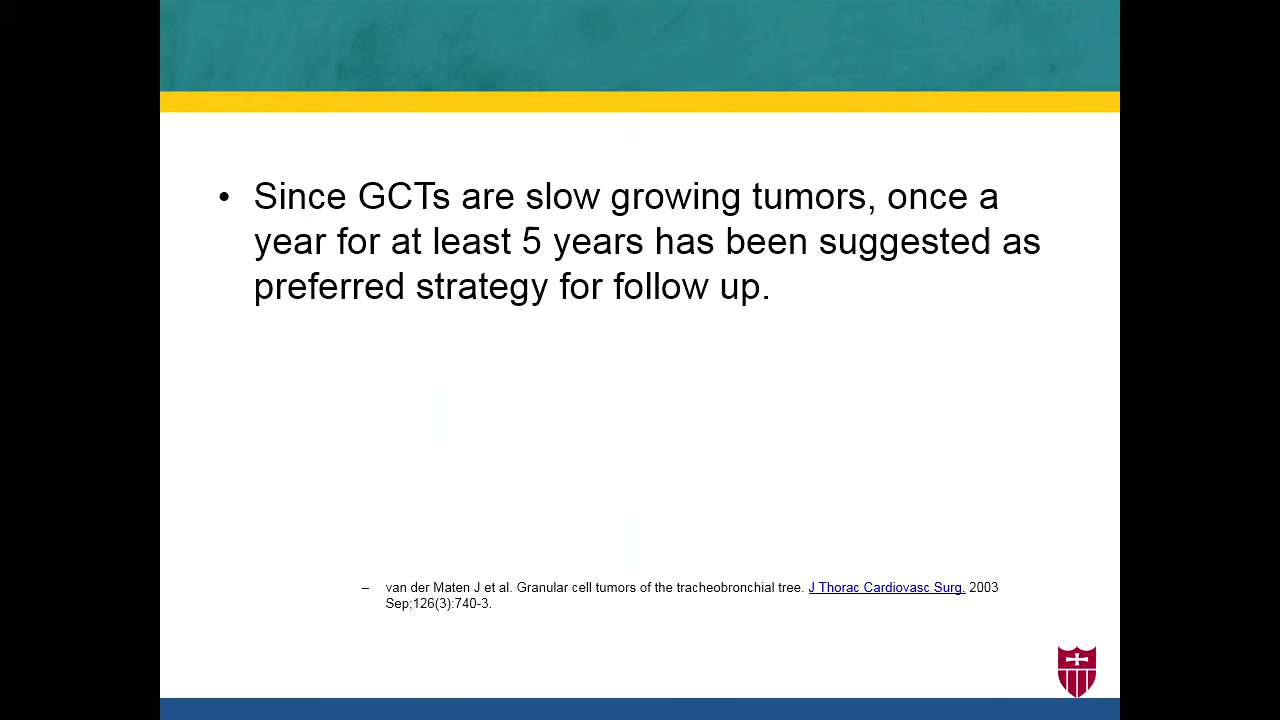 • Since GCTs are slow growing tumors, once a
year for at least 5 years has been suggested as
preferred strategy for follow up.
– van der Maten J et al. Granular cell tumors of the tracheobronchial tree. J Thorac Cardiovasc Surg. 2003
Sep;126(3):740-3.